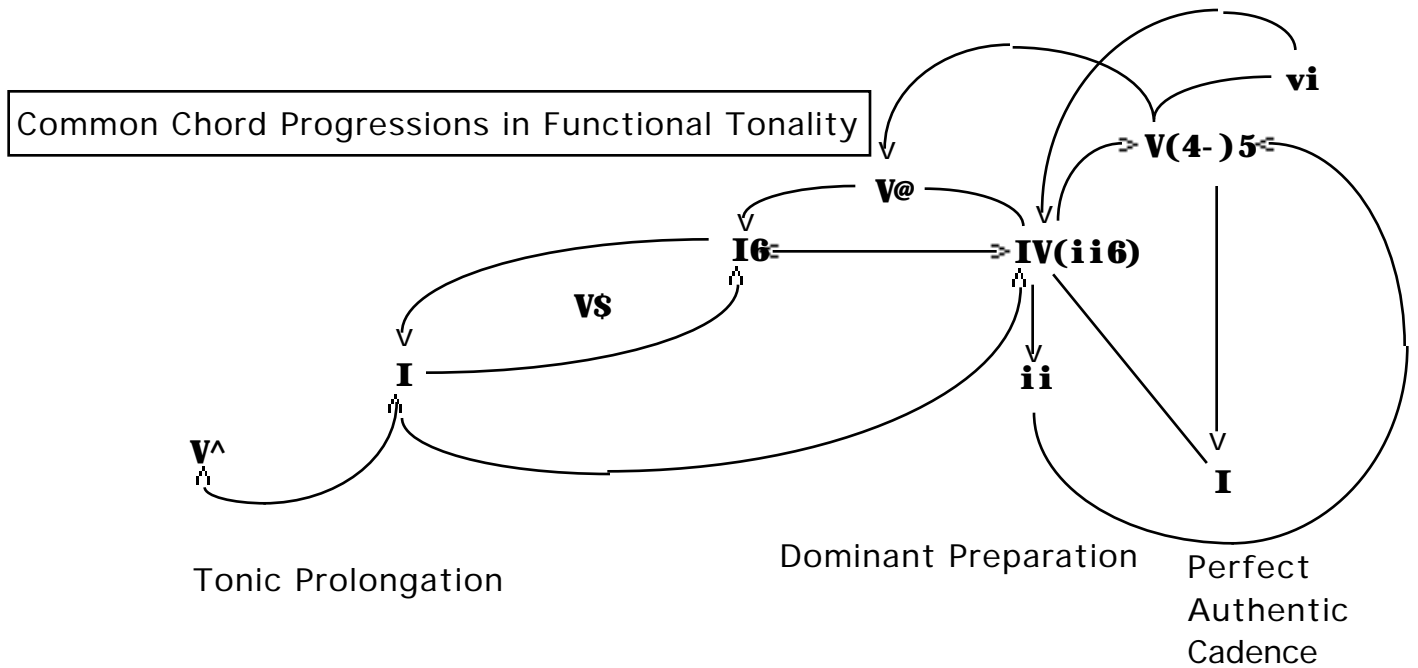 vi
Common Chord Progressions in Functional Tonality
V(4-)5
V@
I6
IV(ii6)
V$
I
ii
V^
I
Dominant Preparation
Tonic Prolongation
Perfect
Authentic
Cadence